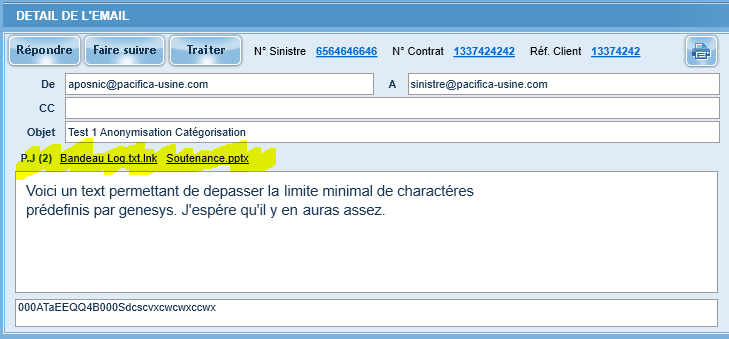 DETAIL DE L'EMAIL
Répondre Faire suivre Traiter N° Sinistre 6564646646 N° Contrat 1337424242 Réf. Client 13374242
De aposnic@pacifica-usine.com A sinistre@pacifica-usine.com
CC
Objet Test 1 Anonymisation Catégorisation
P.J (2) Bandeau Log.txt.lnk Soutenance.pptx
Voici un text permettant de depasser la limite minimal de charactéres
prédefinis par genesys. J'espére qu'il y en auras assez.
000ATaEEQQ4B000Sdcscvxcwcwxccwx